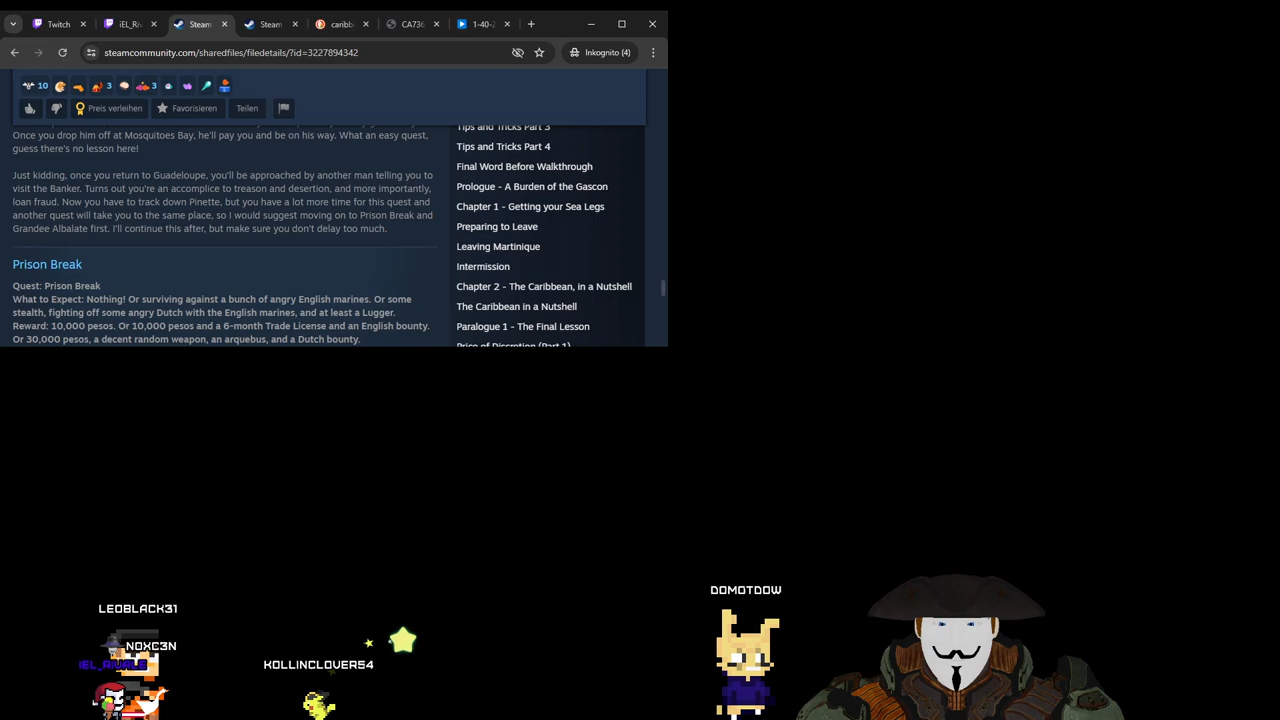 Twitch
iEL_Riv
Steam
Steam
caribb
CA736
1-40-2
steamcommunity.com/sharedfiles/filedetails/?id=3227894342
Inkognito (4)
10
3
3
Preis verleihen
Favorisieren
Teilen
Once you drop him off at Mosquitoes Bay, he'll pay you and be on his way. What an easy quest,
guess there's no lesson here!
Just kidding, once you return to Guadeloupe, you'll be approached by another man telling you to
visit the Banker. Turns out you're an accomplice to treason and desertion, and more importantly,
loan fraud. Now you have to track down Pinette, but you have a lot more time for this quest and
another quest will take you to the same place, so I would suggest moving on to Prison Break and
Grandee Albalate first. I'll continue this after, but make sure you don't delay too much.
Prison Break
Quest: Prison Break
What to Expect: Nothing! Or surviving against a bunch of angry English marines. Or some
stealth, fighting off some angry Dutch with the English marines, and at least a Lugger.
Reward: 10,000 pesos. Or 10,000 pesos and a 6-month Trade License and an English bounty.
Or 30,000 pesos, a decent random weapon, an arquebus, and a Dutch bounty.
Tips and Tricks Part 3
Tips and Tricks Part 4
Final Word Before Walkthrough
Prologue - A Burden of the Gascon
Chapter 1 - Getting your Sea Legs
Preparing to Leave
Leaving Martinique
Intermission
Chapter 2 - The Caribbean, in a Nutshell
The Caribbean in a Nutshell
Paralogue 1 - The Final Lesson
Price of Discretion (Part 1)
DOMOTDOW
LEOBLACK31
NOXC3N
iEL_RIVALE
KOLLINCLOVER54